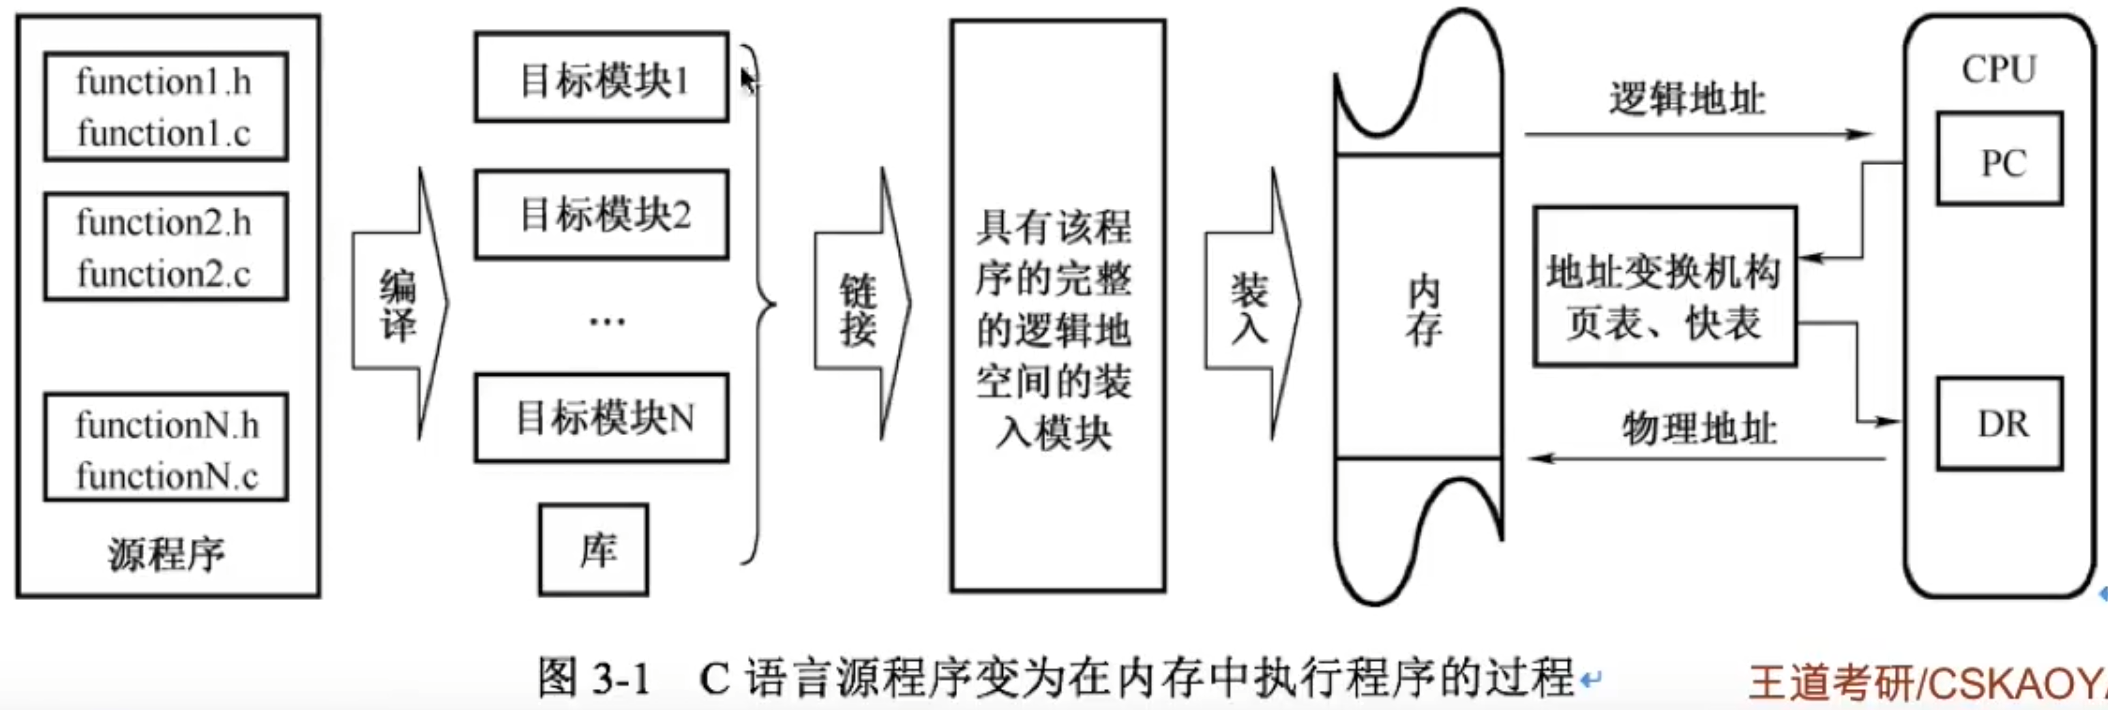 function1.h
function1.c
function2.h
function2.c
functionN.h
functionN.c
源程序
编
译
目标模块1
目标模块2
...
目标模块N
库
链
接
具有该程
序的完整
的逻辑地
空间的装
入模块
装
入
内
存
逻辑地址
地址变换机构
页表、快表
物理地址
CPU
PC
DR
图 3-1 C 语言源程序变为在内存中执行程序的过程
王道考研/CSKAOY